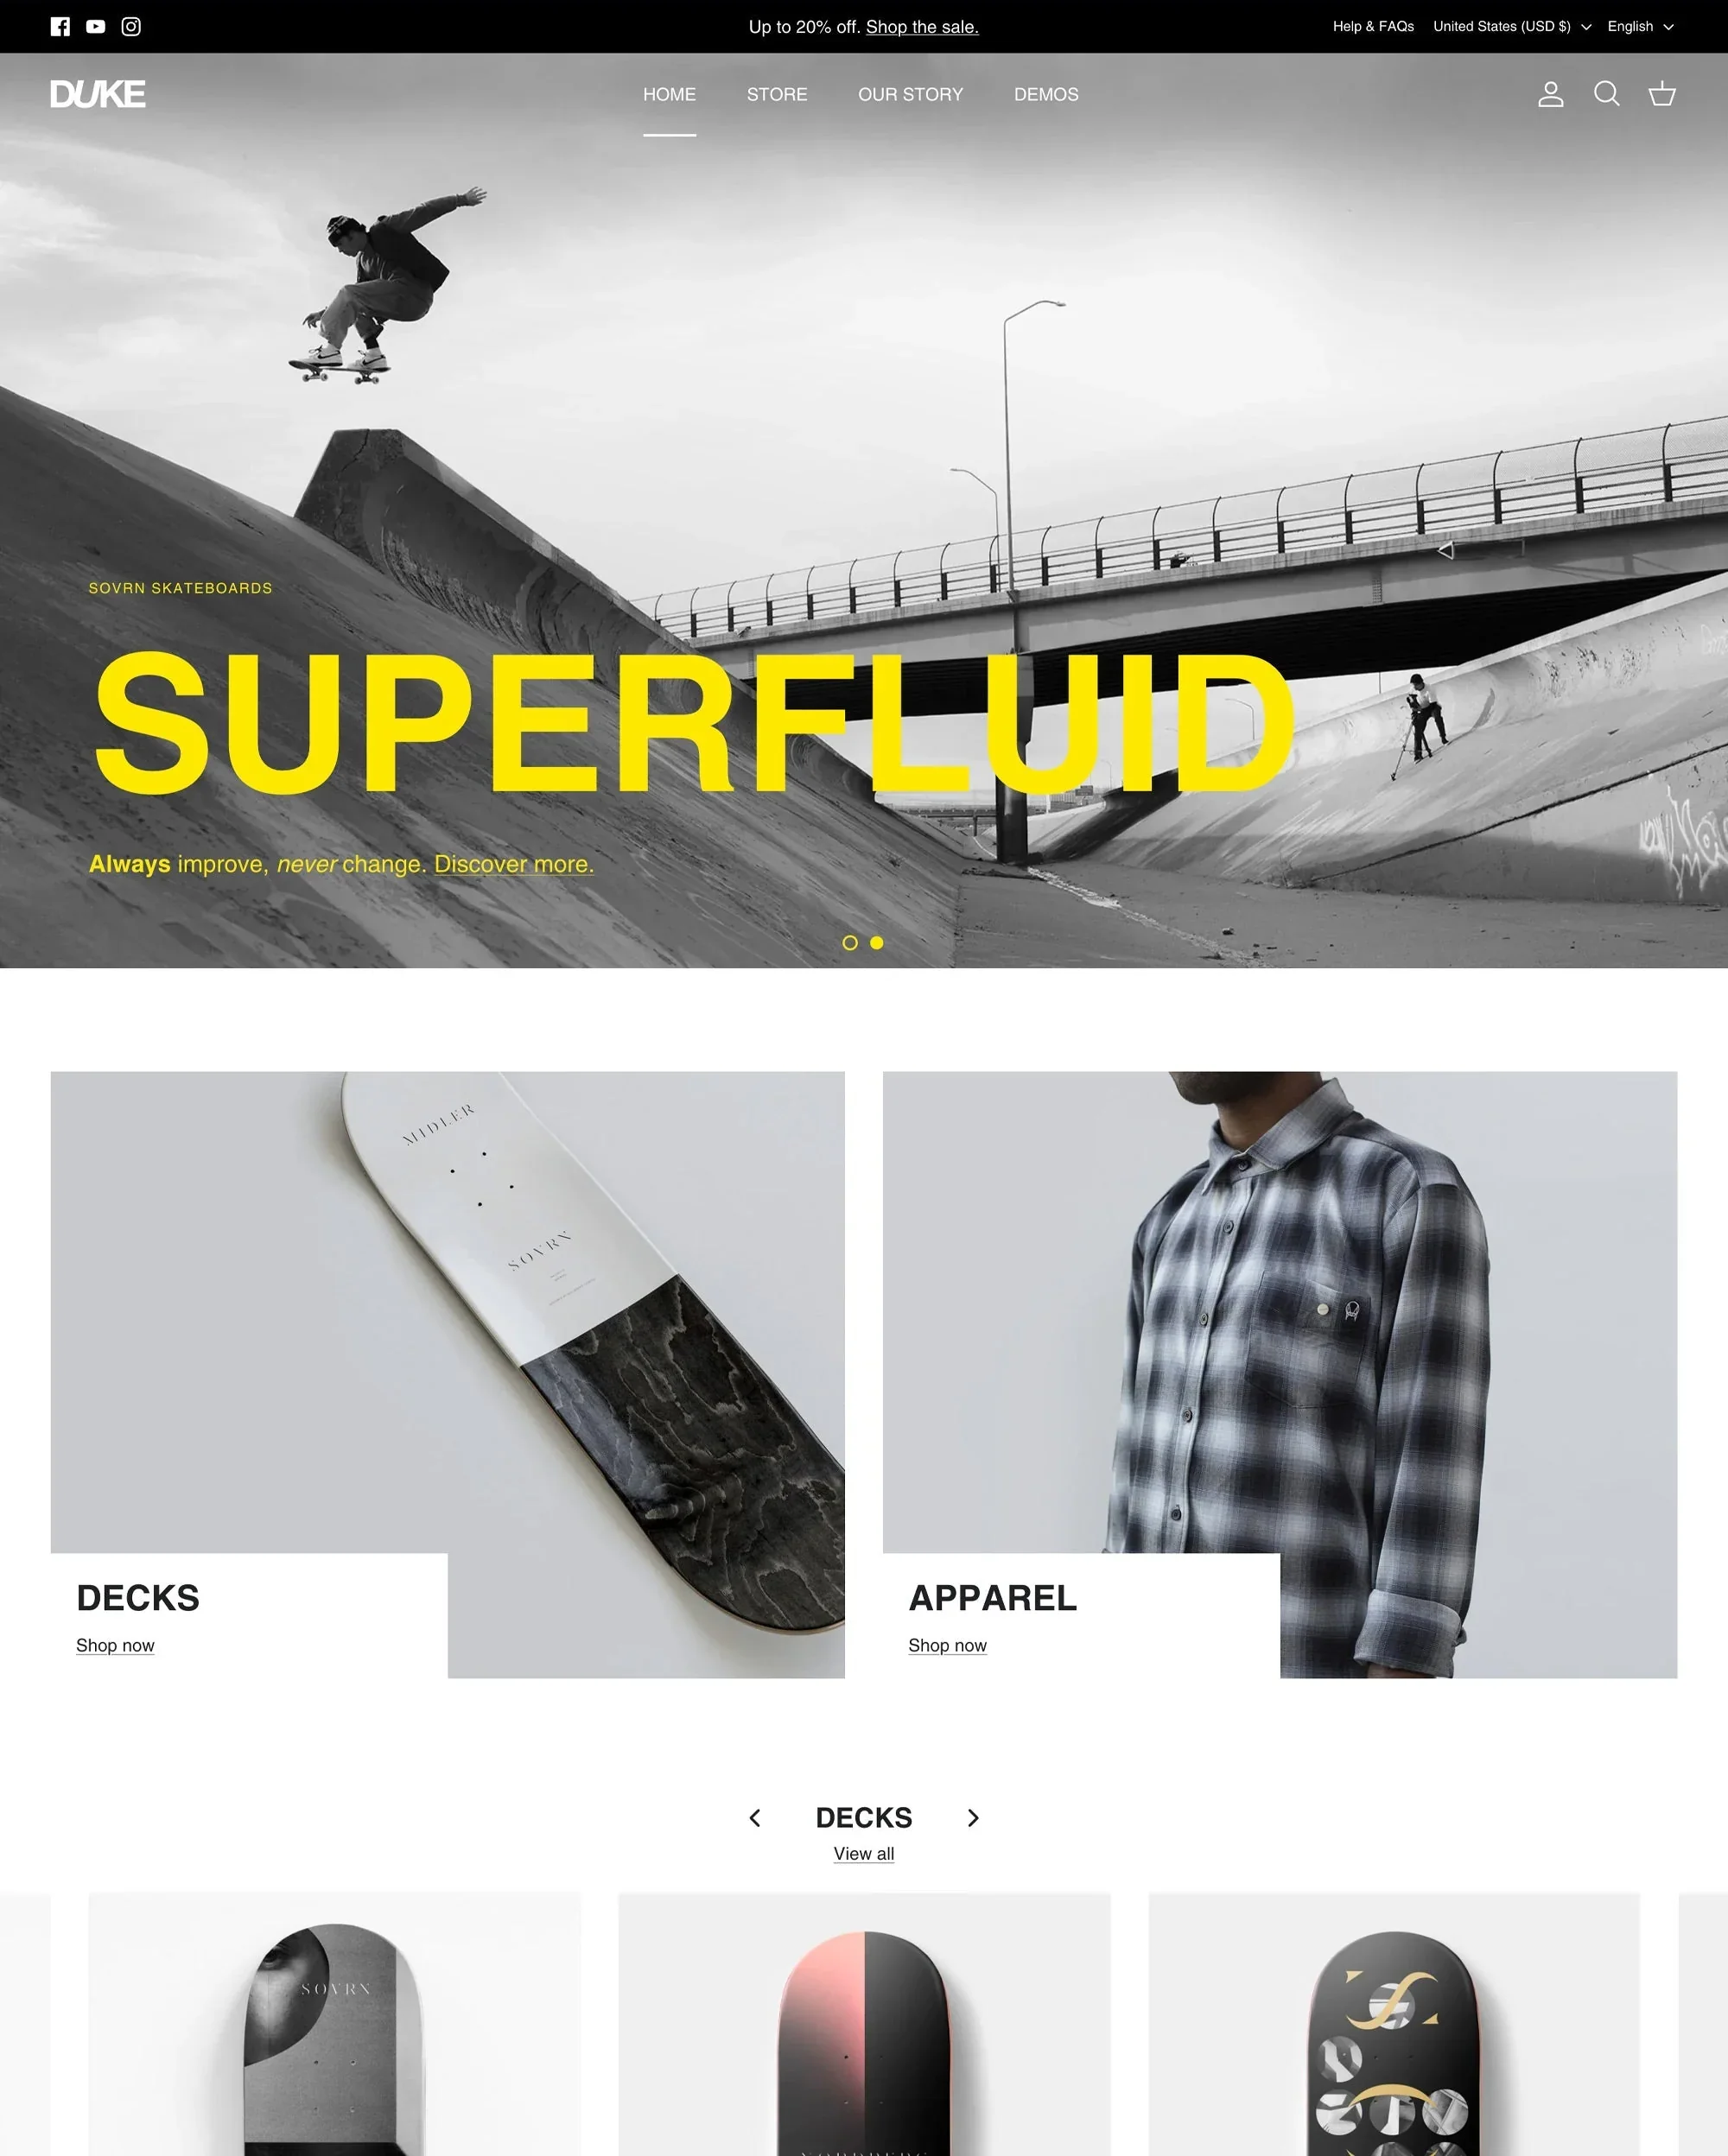 Up to 20% off. Shop the sale.
Help & FAQs
United States (USD $)
English
DUKE
HOME
STORE
OUR STORY
DEMOS
SOVRN SKATEBOARDS
SUPERFLUID
Always improve, never change. Discover more.
MIDLER
SOVRN
DECKS
Shop now
APPAREL
Shop now
DECKS
View all
SOVRN